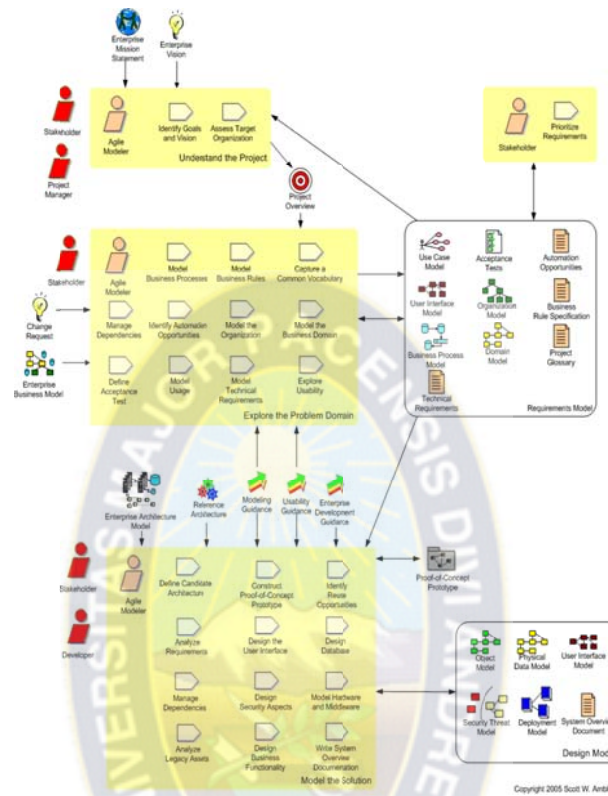 Enterprise
Mission
Statement
Enterprise
Vision
Stakeholder
Project
Manager
Agile
Modeler
Identify Goals
and Vision
Assess Target
Organization
Understand the Project
Stakeholder
Prioritize
Requirements
Project
Overview
Stakeholder
Change
Request
Enterprise
Business Model
Agile
Modeler
Model
Business Processes
Model
Business Rules
Capture a
Common Vocabulary
Manage
Dependencies
Identify Automation
Opportunities
Model the
Organization
Model the
Business Domain
Define
Acceptance
Test
Model
Usage
Model
Technical
Requirements
Explore
Usability
Explore the Problem Domain
Use Case
Model
Acceptance
Tests
Automation
Opportunities
User Interface
Model
Organization
Model
Business
Rule Specification
Business Process
Model
Domain
Model
Project
Glossary
Technical
Requirements
Requirements Model
Enterprise Architecture
Model
Reference
Architecture
Modeling
Guidance
Usability
Guidance
Enterprise
Development
Guidance
Stakeholder
Developer
Agile
Modeler
Define Candidate
Architecture
Construct
Proof-of-Concept
Prototype
Identify
Reuse
Opportunities
Analyze
Requirements
Design the
User Interface
Design
Database
Manage
Dependencies
Design
Security Aspects
Model Hardware
and Middleware
Analyze
Legacy Assets
Design
Business
Functionality
Write System
Overview
Documentation
Model the Solution
Proof-of-Concept
Prototype
Object
Model
Physical
Data Model
User Interface
Model
Security Threat
Model
Deployment
Model
System Overview
Document
Design Mod
Copyright 2005 Scott W. Ambl
UNIVERSITAS MAJOR PACENSIS DIVI ANDRE